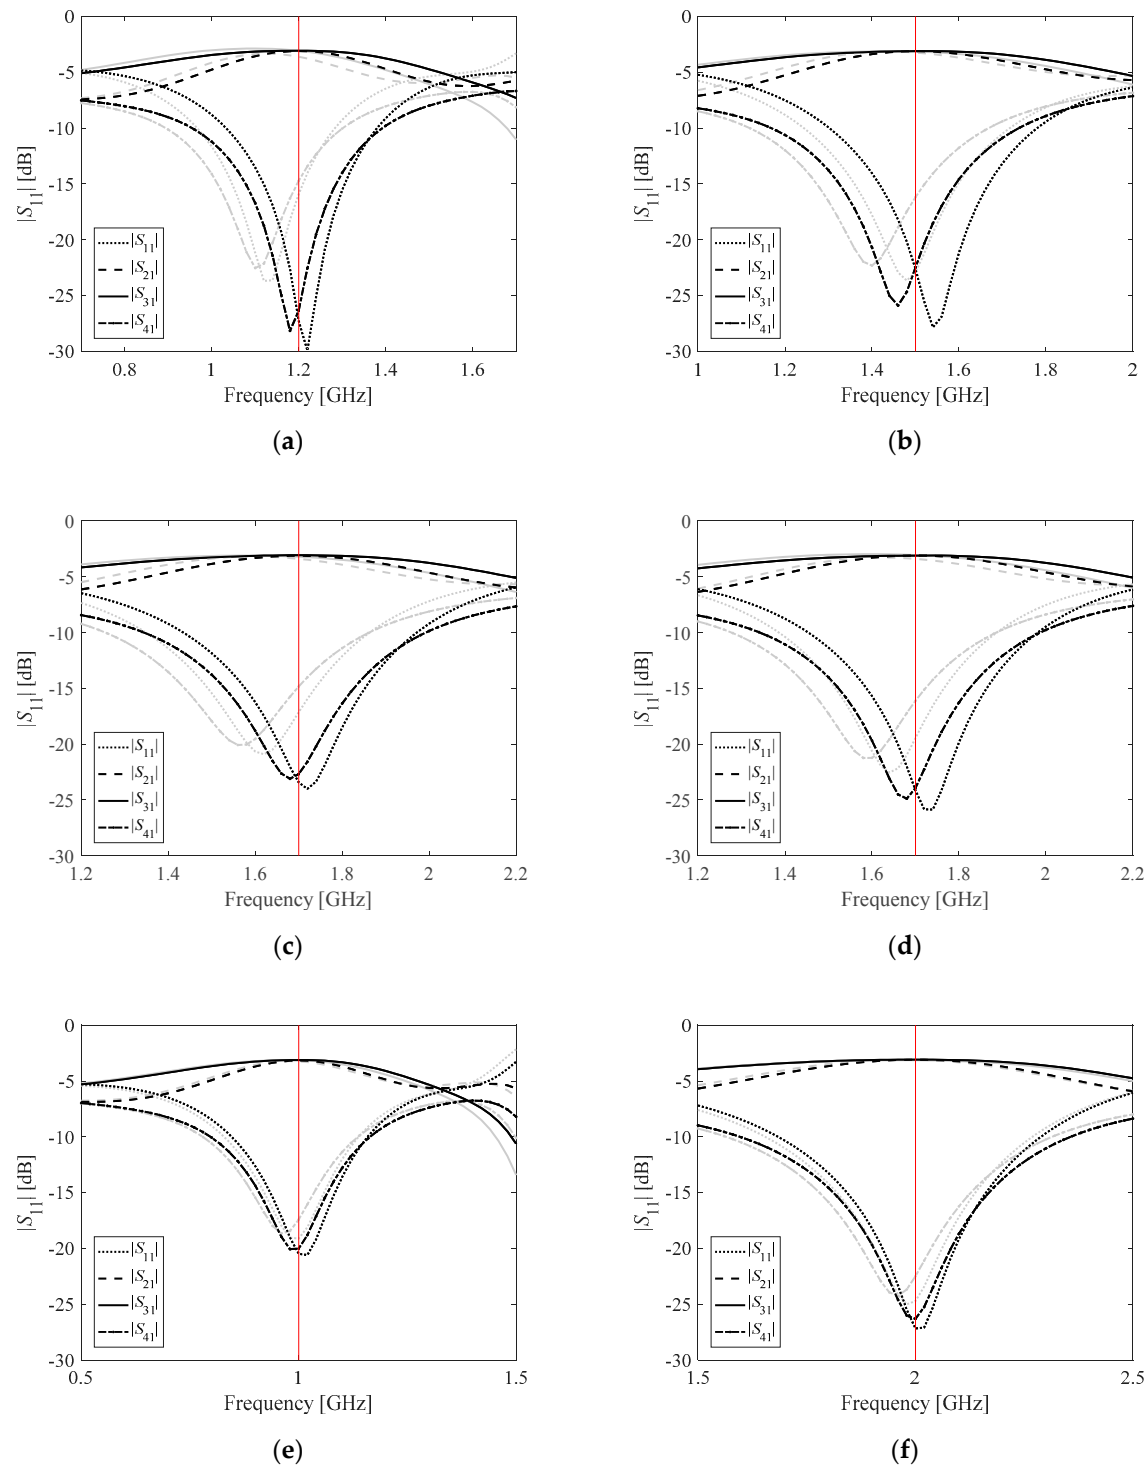 0
-5
-10
-15
-20
-25
-30
|S11| [dB]
|S11|
|S21|
|S31|
|S41|
0.8 1 1.2 1.4 1.6
Frequency [GHz]
(a)
0
-5
-10
-15
-20
-25
-30
|S11| [dB]
|S11|
|S21|
|S31|
|S41|
1 1.2 1.4 1.6 1.8 2
Frequency [GHz]
(b)
0
-5
-10
-15
-20
-25
-30
|S11| [dB]
|S11|
|S21|
|S31|
|S41|
1.2 1.4 1.6 1.8 2 2.2
Frequency [GHz]
(c)
0
-5
-10
-15
-20
-25
-30
|S11| [dB]
|S11|
|S21|
|S31|
|S41|
1.2 1.4 1.6 1.8 2 2.2
Frequency [GHz]
(d)
0
-5
-10
-15
-20
-25
-30
|S11| [dB]
|S11|
|S21|
|S31|
|S41|
0.5 1 1.5
Frequency [GHz]
(e)
0
-5
-10
-15
-20
-25
-30
|S11| [dB]
|S11|
|S21|
|S31|
|S41|
1.5 2 2.5
Frequency [GHz]
(f)